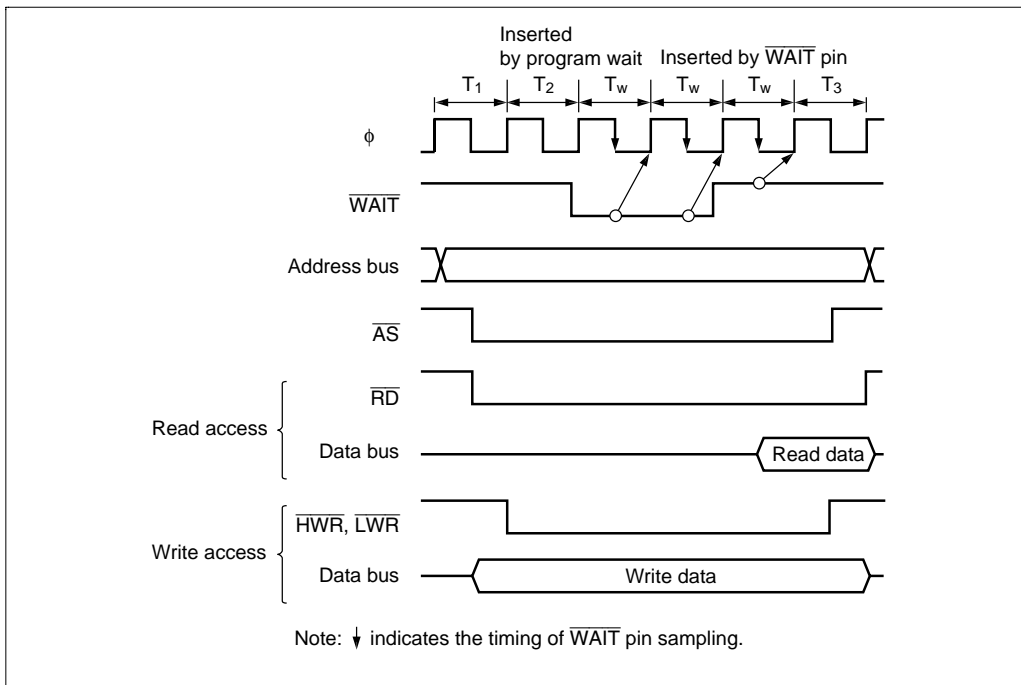 Inserted
by program wait
Inserted by WAIT pin
T1 T2 Tw Tw Tw T3
ϕ
WAIT
Address bus
AS
RD
Read access
Data bus
Read data
HWR, LWR
Write access
Data bus
Write data
Note: ↓ indicates the timing of WAIT pin sampling.